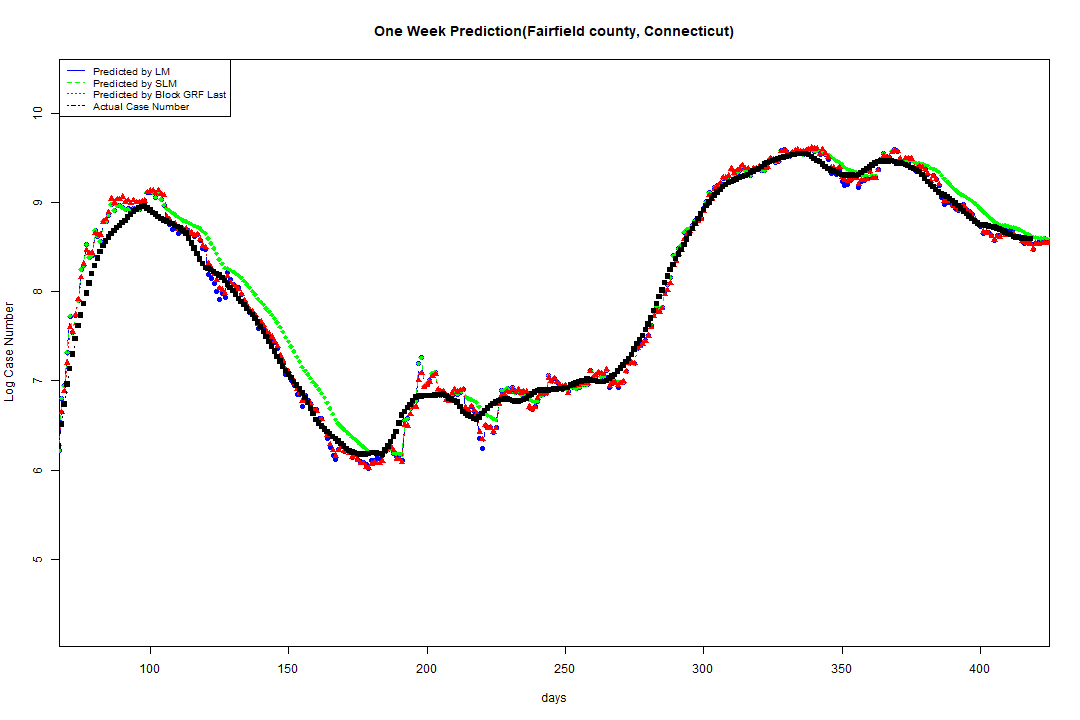 One Week Prediction(Fairfield county, Connecticut)
Predicted by LM
Predicted by SLM
Predicted by Block GRF Last
Actual Case Number
10
9
8
7
6
5
Log Case Number
100 150 200 250 300 350 400
days